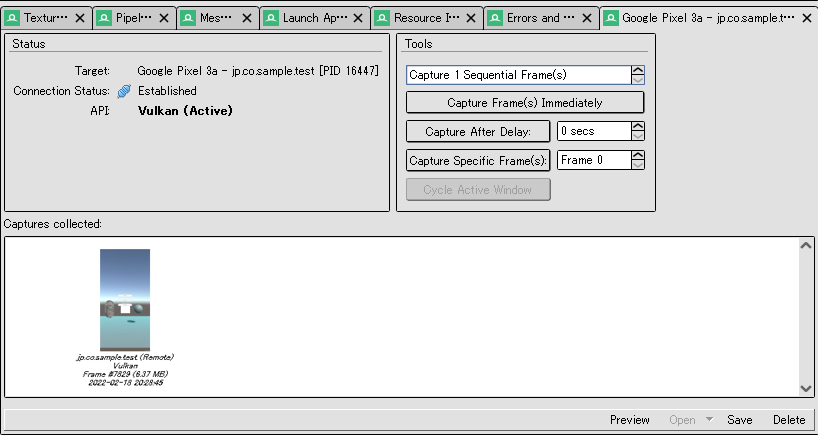 Textur··· Pipel··· Mes··· Launch Ap··· Resource I··· Errors and ··· Google Pixel 3a - jp.co.sample.t···
Status
Target: Google Pixel 3a - jp.co.sample.test [PID 16447]
Connection Status: Established
API: Vulkan (Active)
Tools
Capture 1 Sequential Frame(s)
Capture Frame(s) Immediately
Capture After Delay: 0 secs
Capture Specific Frame(s): Frame 0
Cycle Active Window
Captures collected:
jp.co.sample.test (Remote)
Vulkan
Frame #7829 (6.37 MB)
2022-02-18 20:28:45
Preview Open Save Delete